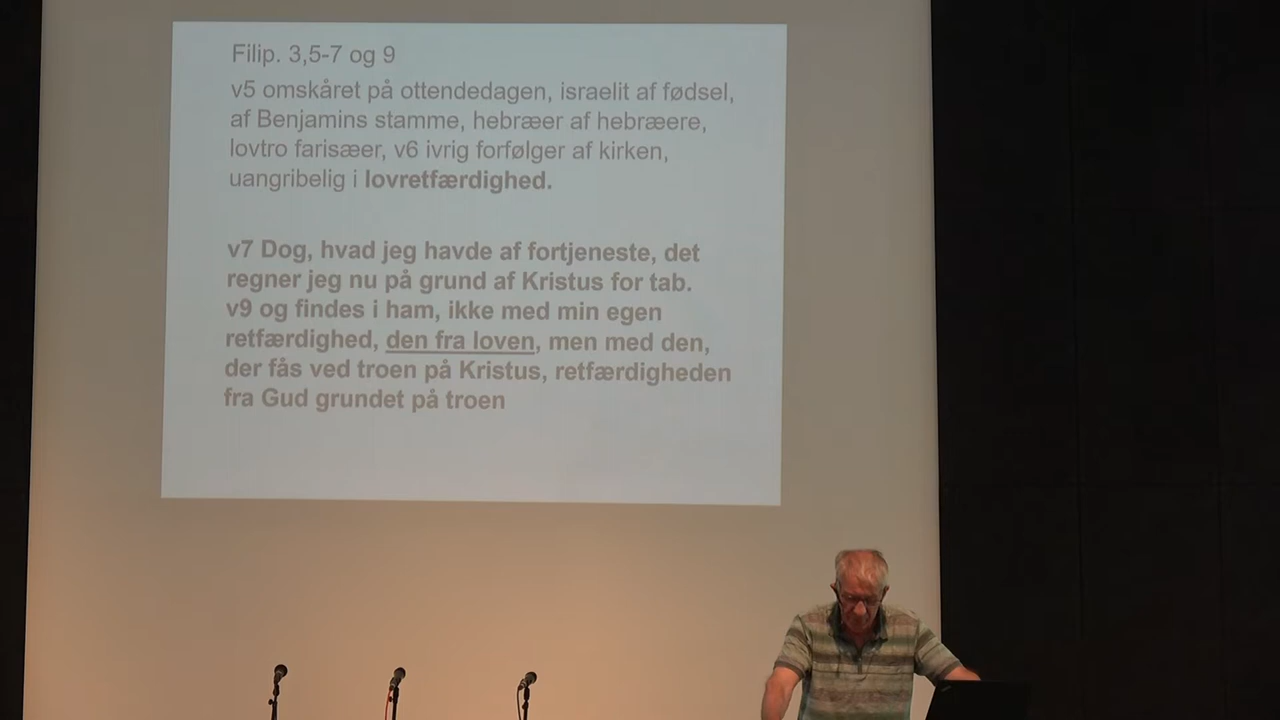 Filip. 3,5-7 og 9
v5 omskåret på ottendedagen, israelit af fødsel,
af Benjamins stamme, hebræer af hebræere,
lovtro farisæer, v6 ivrig forfølger af kirken,
uangribelig i lovretfærdighed.
v7 Dog, hvad jeg havde af fortjeneste, det
regner jeg nu på grund af Kristus for tab.
v9 og findes i ham, ikke med min egen
retfærdighed, den fra loven, men med den,
der fås ved troen på Kristus, retfærdigheden
fra Gud grundet på troen